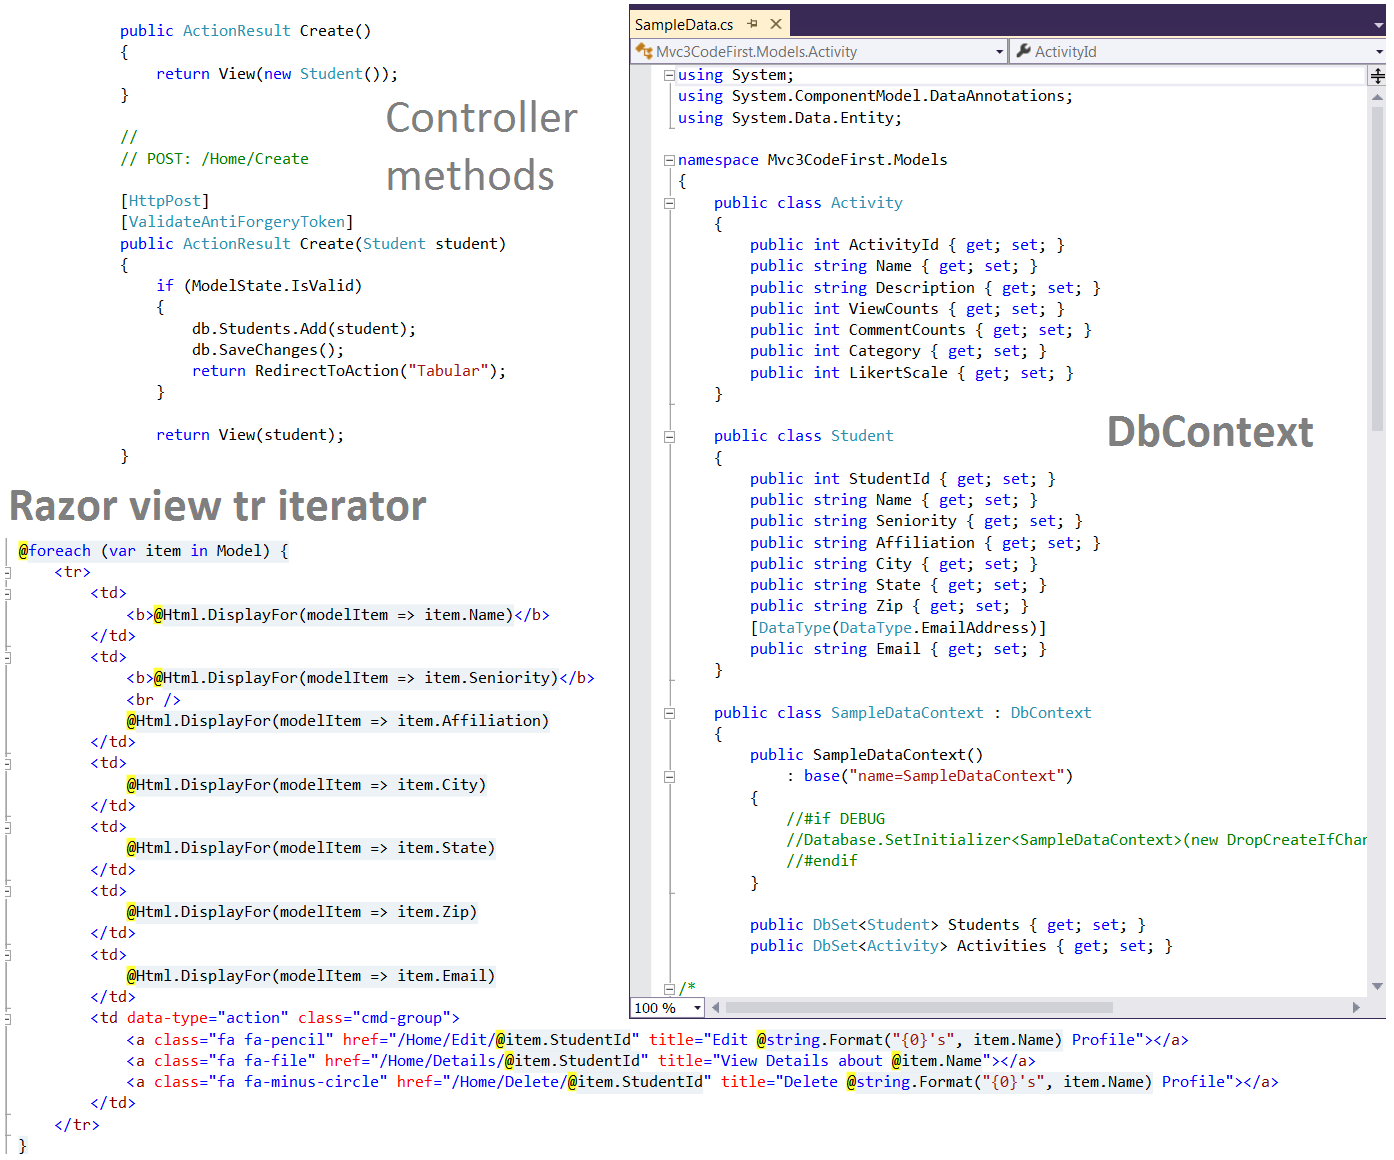 public ActionResult Create()
{
return View(new Student());
}
//
// POST: /Home/Create
[HttpPost]
[ValidateAntiForgeryToken]
public ActionResult Create(Student student)
{
if (ModelState.IsValid)
{
db.Students.Add(student);
db.SaveChanges();
return RedirectToAction("Tabular");
}
return View(student);
}
Controller
methods
SampleData.cs
Mvc3CodeFirst.Models.Activity
ActivityId
using System;
using System.ComponentModel.DataAnnotations;
using System.Data.Entity;
namespace Mvc3CodeFirst.Models
{
public class Activity
{
public int ActivityId { get; set; }
public string Name { get; set; }
public string Description { get; set; }
public int ViewCounts { get; set; }
public int CommentCounts { get; set; }
public int Category { get; set; }
public int LikertScale { get; set; }
}
public class Student
{
public int StudentId { get; set; }
public string Name { get; set; }
public string Seniority { get; set; }
public string Affiliation { get; set; }
public string City { get; set; }
public string State { get; set; }
public string Zip { get; set; }
[DataType(DataType.EmailAddress)]
public string Email { get; set; }
}
public class SampleDataContext : DbContext
{
public SampleDataContext()
: base("name=SampleDataContext")
{
//#if DEBUG
//Database.SetInitializer<SampleDataContext>(new DropCreateIfChan
//#endif
}
public DbSet<Student> Students { get; set; }
public DbSet<Activity> Activities { get; set; }
/*
100 %
DbContext
Razor view tr iterator
@foreach (var item in Model) {
<tr>
<td>
<b>@Html.DisplayFor(modelItem => item.Name)</b>
</td>
<td>
<b>@Html.DisplayFor(modelItem => item.Seniority)</b>
<br />
@Html.DisplayFor(modelItem => item.Affiliation)
</td>
<td>
@Html.DisplayFor(modelItem => item.City)
</td>
<td>
@Html.DisplayFor(modelItem => item.State)
</td>
<td>
@Html.DisplayFor(modelItem => item.Zip)
</td>
<td>
@Html.DisplayFor(modelItem => item.Email)
</td>
<td data-type="action" class="cmd-group">
<a class="fa fa-pencil" href="/Home/Edit/@item.StudentId" title="Edit @string.Format("{0}'s", item.Name) Profile"></a>
<a class="fa fa-file" href="/Home/Details/@item.StudentId" title="View Details about @item.Name"></a>
<a class="fa fa-minus-circle" href="/Home/Delete/@item.StudentId" title="Delete @string.Format("{0}'s", item.Name) Profile"></a>
</td>
</tr>
}